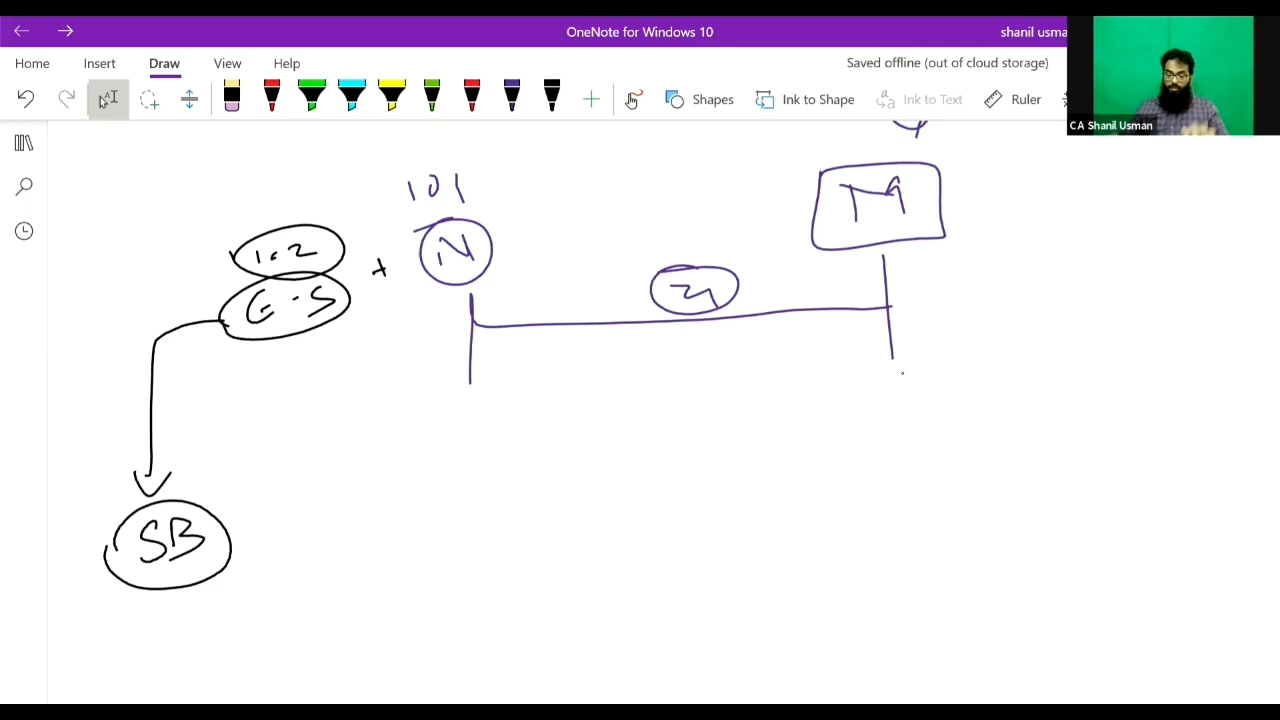 OneNote for Windows 10
shanil usma
Home Insert Draw View Help
Saved offline (out of cloud storage)
Shapes
Ink to Shape
Ink to Text
Ruler
CA Shanil Usman
101
M
1.2
+
N
G-S
SB